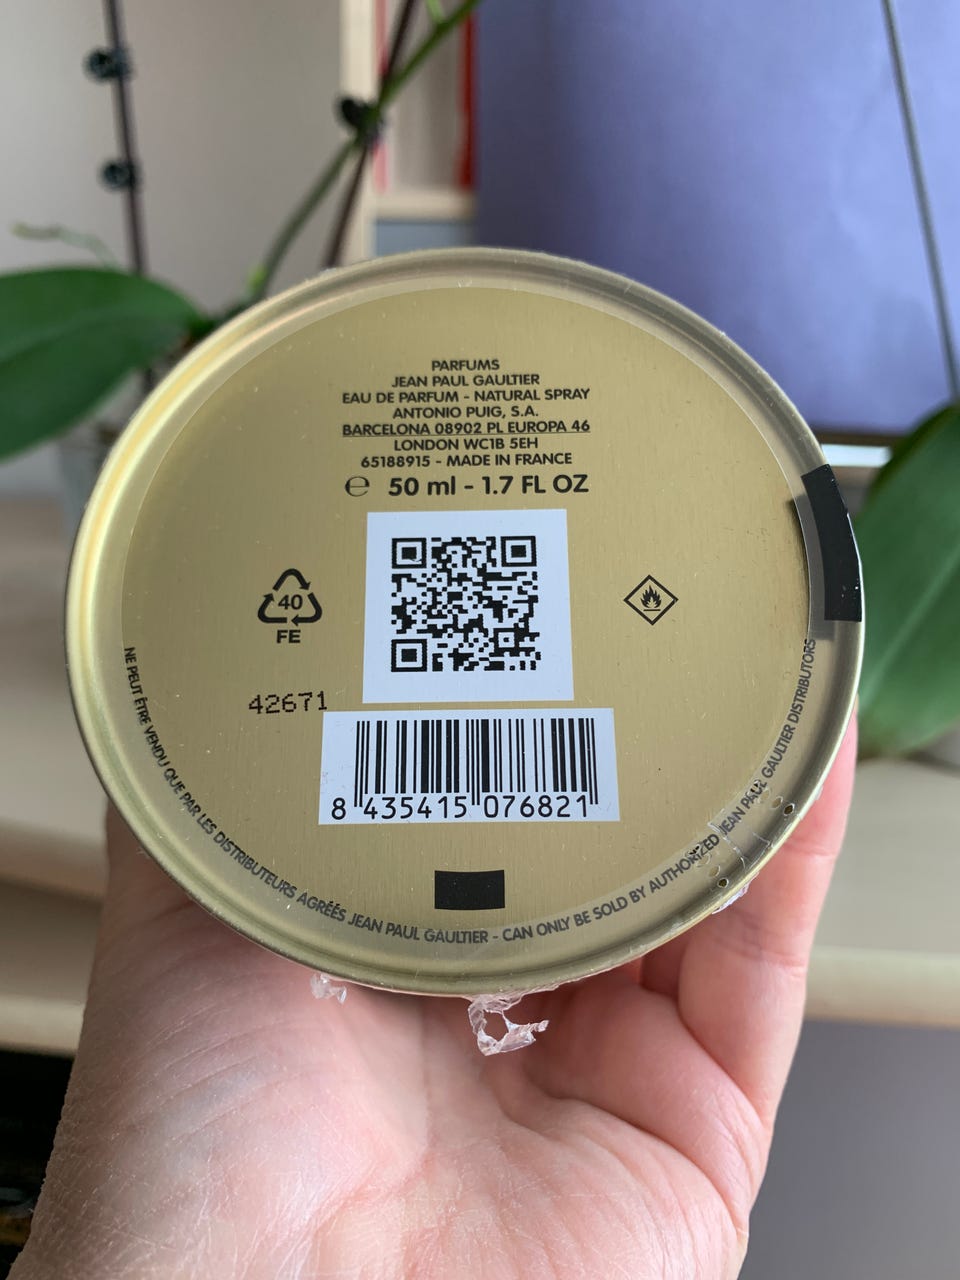 PARFUMS
JEAN PAUL GAULTIER
EAU DE PARFUM - NATURAL SPRAY
ANTONIO PUIG, S.A.
BARCELONA 08902 PL EUROPA 46
LONDON WC1B 5EH
65188915 - MADE IN FRANCE
℮ 50 ml - 1.7 FL OZ
40
FE
42671
8 435415 076821
NE PEUT ÊTRE VENDU QUE PAR LES DISTRIBUTEURS AGRÉÉS JEAN PAUL GAULTIER - CAN ONLY BE SOLD BY AUTHORIZED JEAN PAUL GAULTIER DISTRIBUTORS